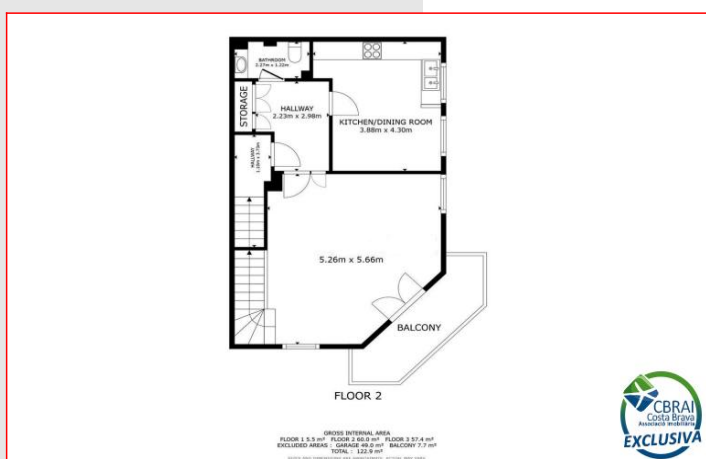 BATHROOM
2.27m x 1.22m
STORAGE
HALLWAY
2.23m x 2.98m
KITCHEN/DINING ROOM
3.88m x 4.30m
HALLWAY
5.26m x 5.66m
BALCONY
FLOOR 2
GROSS INTERNAL AREA
FLOOR 1 5.5 m² FLOOR 2 60.0 m² FLOOR 3 57.4 m²
EXCLUDED AREAS : GARAGE 49.0 m² BALCONY 7.7 m²
TOTAL : 122.9 m²
CBRAI
Costa Brava
Associació Imobiliària
EXCLUSIVA